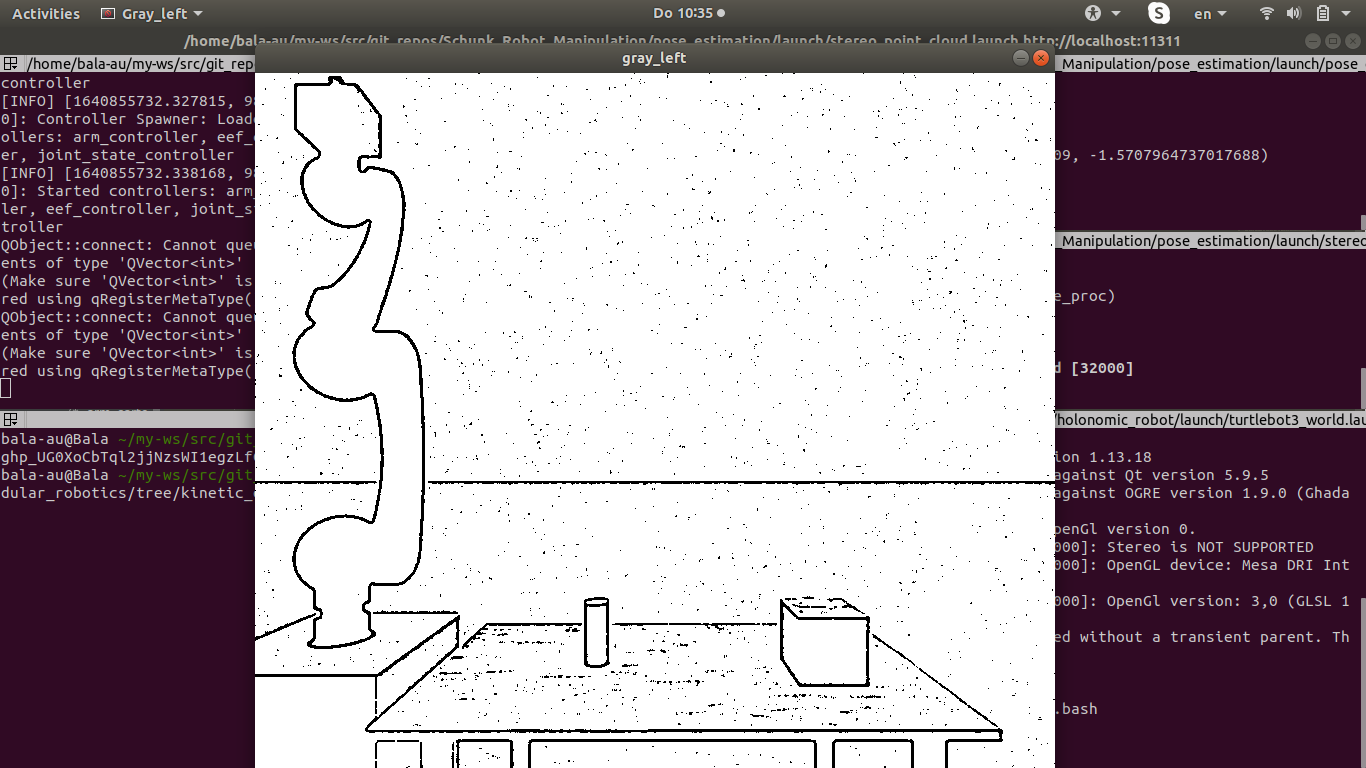 Activities
Gray_left
Do 10:35
en
/home/bala-au/my-ws/src/git_repos/Schunk_Robot_Manipulation/pose_estimation/launch/stereo_point_cloud.launch http://localhost:11311
gray_left
/home/bala-au/my-ws/src/git_rep
controller
[INFO] [1640855732.327815, 98
0]: Controller Spawner: Load
ollers: arm_controller, eef_
er, joint_state_controller
[INFO] [1640855732.338168, 98
0]: Started controllers: arm
ler, eef_controller, joint_s
troller
QObject::connect: Cannot que
ents of type 'QVector<int>'
(Make sure 'QVector<int>' is
red using qRegisterMetaType(
QObject::connect: Cannot que
ents of type 'QVector<int>'
(Make sure 'QVector<int>' is
red using qRegisterMetaType(
bala-au@Bala ~/my-ws/src/git
ghp_UG0XoCbTql2jjNzsWI1egzLf
bala-au@Bala ~/my-ws/src/git
dular_robotics/tree/kinetic_
_Manipulation/pose_estimation/launch/pose_
09, -1.5707964737017688)
_Manipulation/pose_estimation/launch/stereo
e_proc)
d [32000]
/holonomic_robot/launch/turtlebot3_world.lau
ion 1.13.18
against Qt version 5.9.5
against OGRE version 1.9.0 (Ghada
penGl version 0.
000]: Stereo is NOT SUPPORTED
000]: OpenGL device: Mesa DRI Int
000]: OpenGl version: 3,0 (GLSL 1
ed without a transient parent. Th
.bash